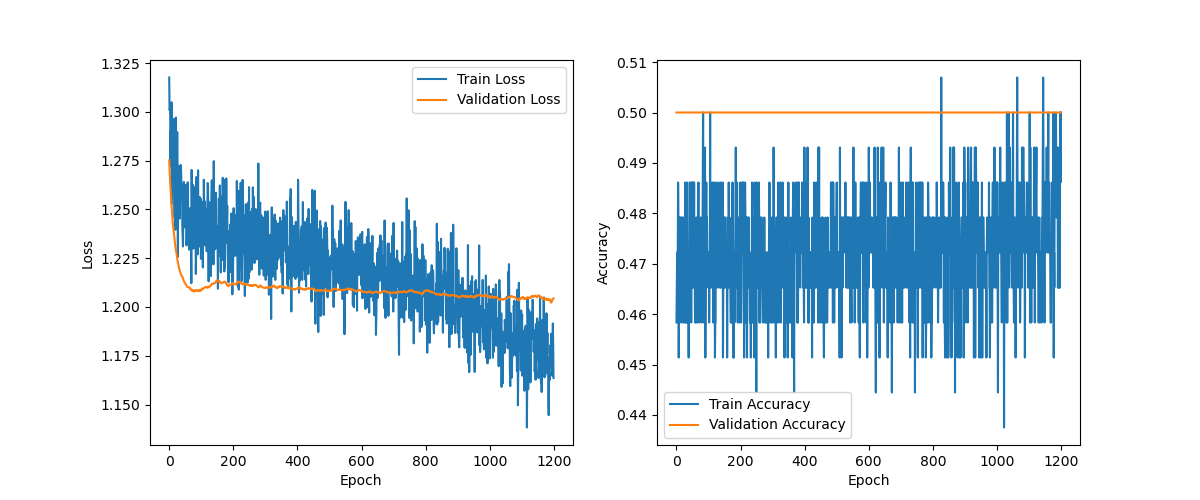 1.325
1.300
1.275
1.250
1.225
1.200
1.175
1.150
Loss
0 200 400 600 800 1000 1200
Epoch
Train Loss
Validation Loss
0.51
0.50
0.49
0.48
0.47
0.46
0.45
0.44
Accuracy
0 200 400 600 800 1000 1200
Epoch
Train Accuracy
Validation Accuracy